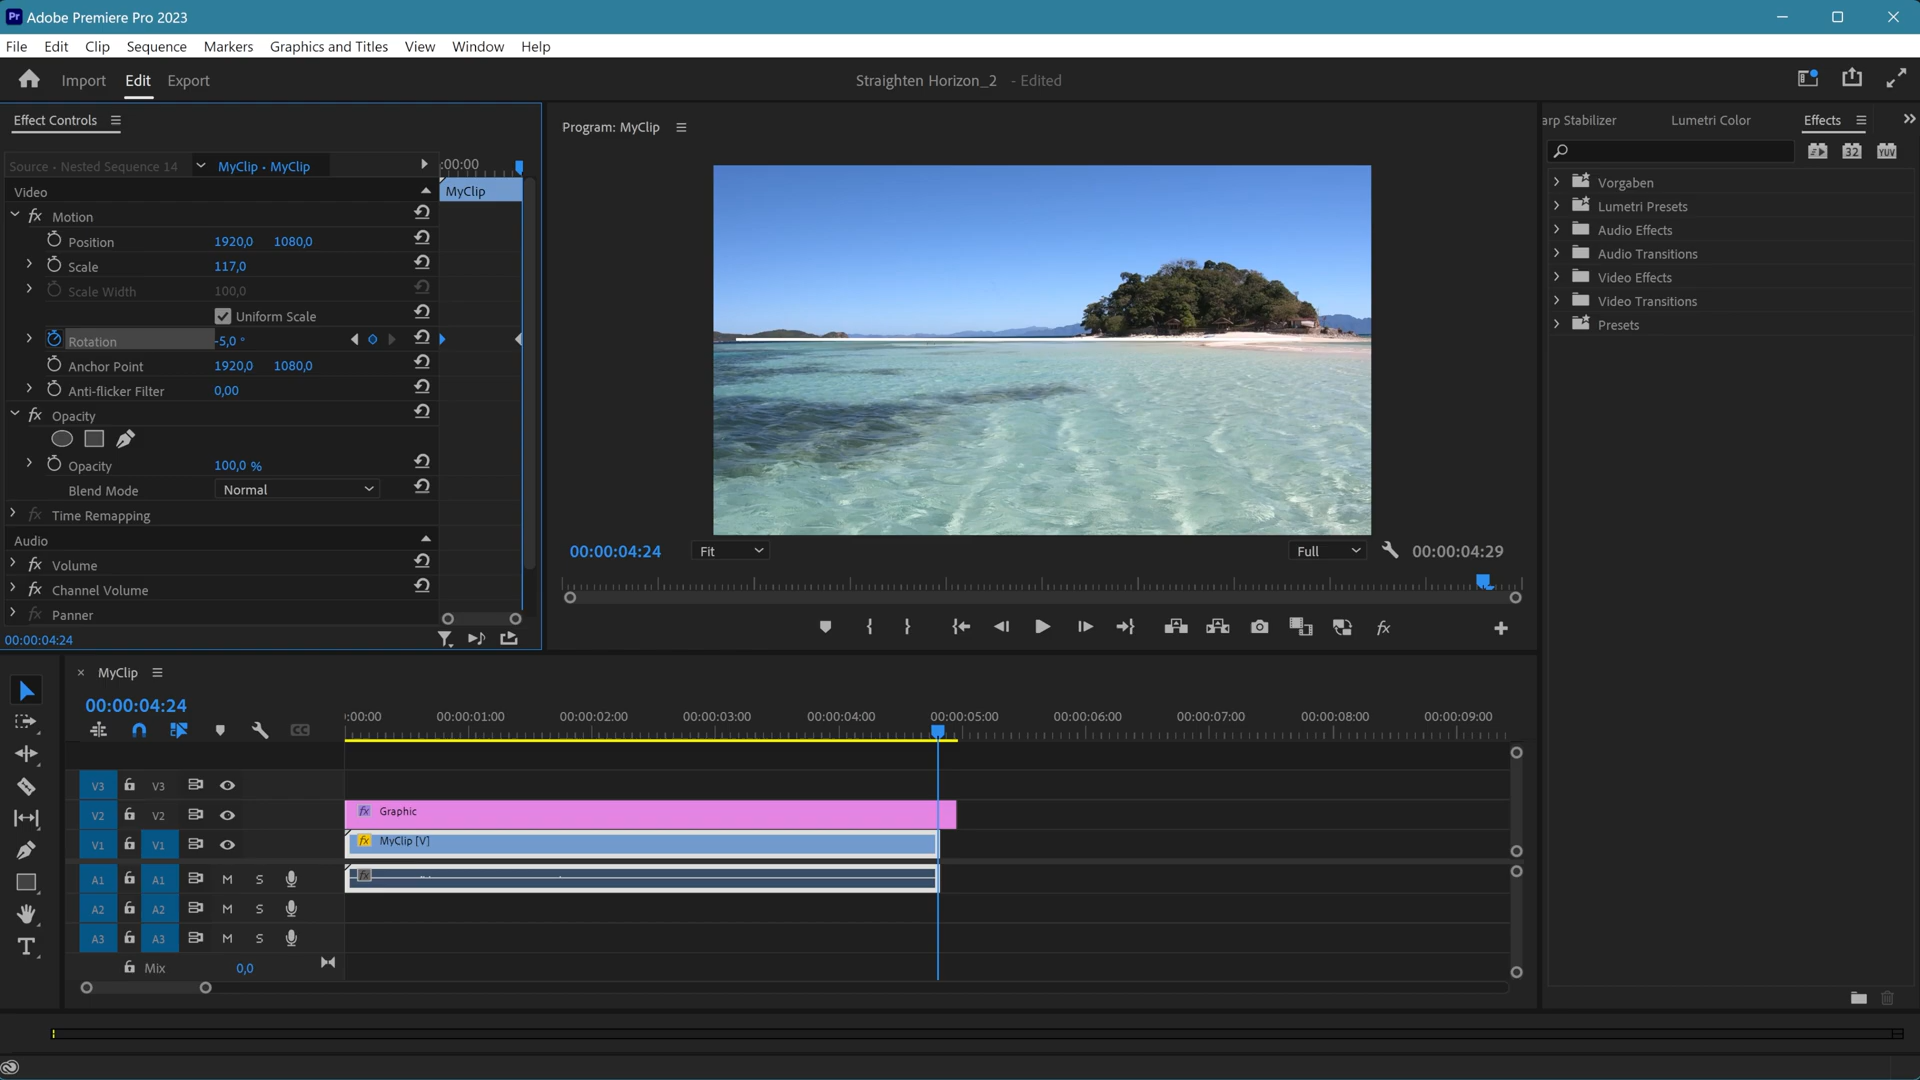 Adobe Premiere Pro 2023
File Edit Clip Sequence Markers Graphics and Titles View Window Help
Import Edit Export
Straighten Horizon_2 - Edited
Effect Controls
Source • Nested Sequence 14
MyClip • MyClip
:00:00
Video
MyClip
Motion
Position 1920,0 1080,0
Scale 117,0
Scale Width 100,0
Uniform Scale
Rotation -5,0 °
Anchor Point 1920,0 1080,0
Anti-flicker Filter 0,00
Opacity
Opacity 100,0 %
Blend Mode Normal
Time Remapping
Audio
Volume
Channel Volume
Panner
00:00:04:24
Program: MyClip
00:00:04:24 Fit Full 00:00:04:29
arp Stabilizer Lumetri Color Effects
32 YUV
Vorgaben
Lumetri Presets
Audio Effects
Audio Transitions
Video Effects
Video Transitions
Presets
× MyClip
00:00:04:24
CC
:00:00 00:00:01:00 00:00:02:00 00:00:03:00 00:00:04:00 00:00:05:00 00:00:06:00 00:00:07:00 00:00:08:00 00:00:09:00
V3 V3
V2 V2 fx Graphic
V1 V1 fx MyClip [V]
A1 A1 M S fx
A2 A2 M S
A3 A3 M S
Mix 0,0